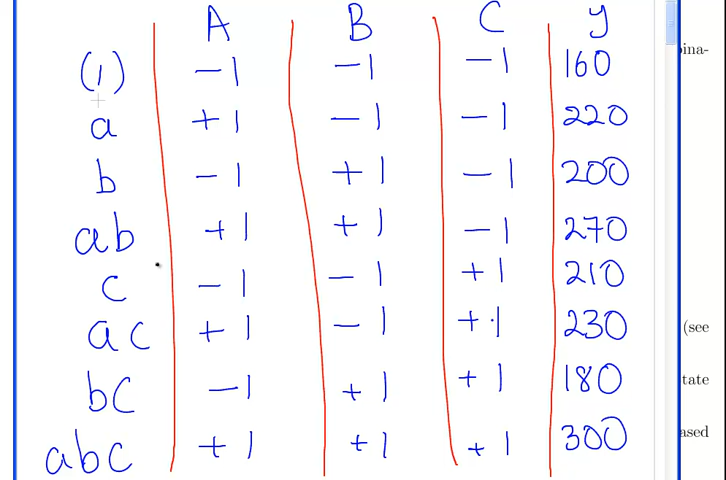 A B C y
(1) -1 -1 -1 160
a +1 -1 -1 220
b -1 +1 -1 200
ab +1 +1 -1 270
c -1 -1 +1 210
ac +1 -1 +1 230
bc -1 +1 +1 180
abc +1 +1 +1 300
ina-
(see
tate
ased